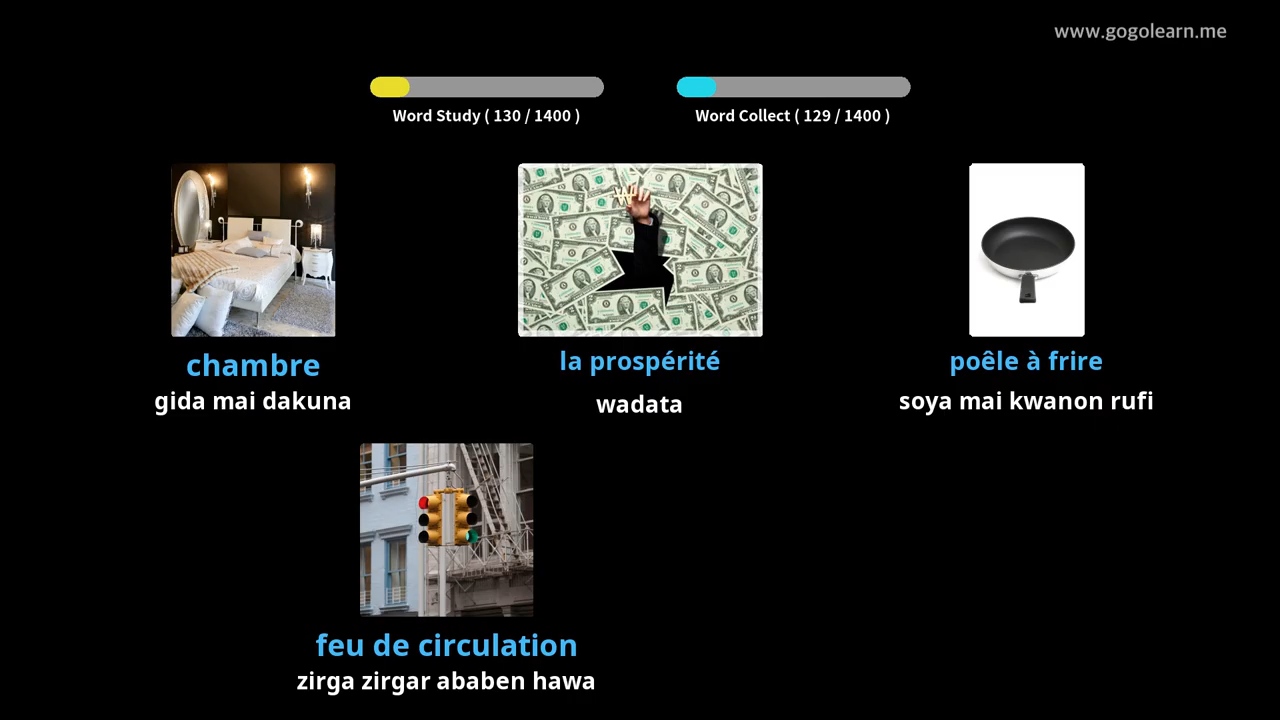 www.gogolearn.me
Word Study ( 130 / 1400 )
Word Collect ( 129 / 1400 )
chambre
gida mai dakuna
la prospérité
wadata
poêle à frire
soya mai kwanon rufi
feu de circulation
zirga zirgar ababen hawa